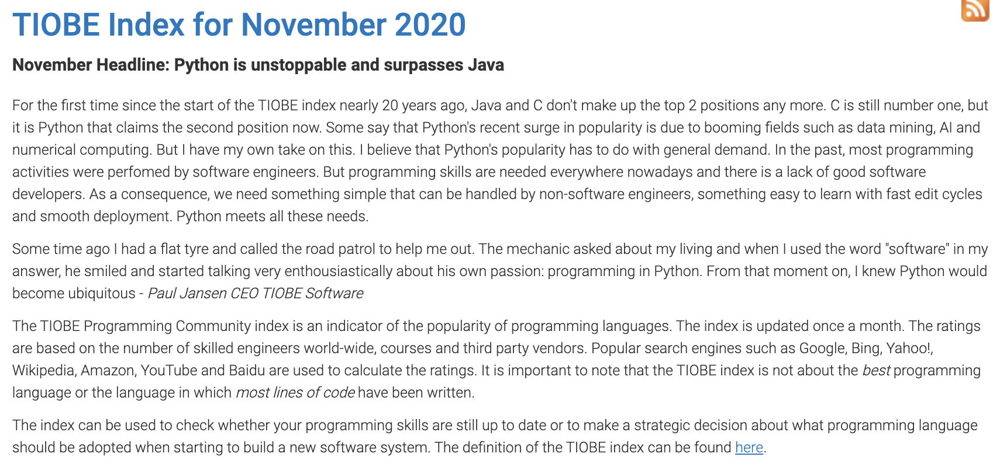 TIOBE Index for November 2020
November Headline: Python is unstoppable and surpasses Java
For the first time since the start of the TIOBE index nearly 20 years ago, Java and C don't make up the top 2 positions any more. C is still number one, but
it is Python that claims the second position now. Some say that Python's recent surge in popularity is due to booming fields such as data mining, AI and
numerical computing. But I have my own take on this. I believe that Python's popularity has to do with general demand. In the past, most programming
activities were perfomed by software engineers. But programming skills are needed everywhere nowadays and there is a lack of good software
developers. As a consequence, we need something simple that can be handled by non-software engineers, something easy to learn with fast edit cycles
and smooth deployment. Python meets all these needs.
Some time ago I had a flat tyre and called the road patrol to help me out. The mechanic asked about my living and when I used the word "software" in my
answer, he smiled and started talking very enthousiastically about his own passion: programming in Python. From that moment on, I knew Python would
become ubiquitous - Paul Jansen CEO TIOBE Software
The TIOBE Programming Community index is an indicator of the popularity of programming languages. The index is updated once a month. The ratings
are based on the number of skilled engineers world-wide, courses and third party vendors. Popular search engines such as Google, Bing, Yahoo!,
Wikipedia, Amazon, YouTube and Baidu are used to calculate the ratings. It is important to note that the TIOBE index is not about the best programming
language or the language in which most lines of code have been written.
The index can be used to check whether your programming skills are still up to date or to make a strategic decision about what programming language
should be adopted when starting to build a new software system. The definition of the TIOBE index can be found here.